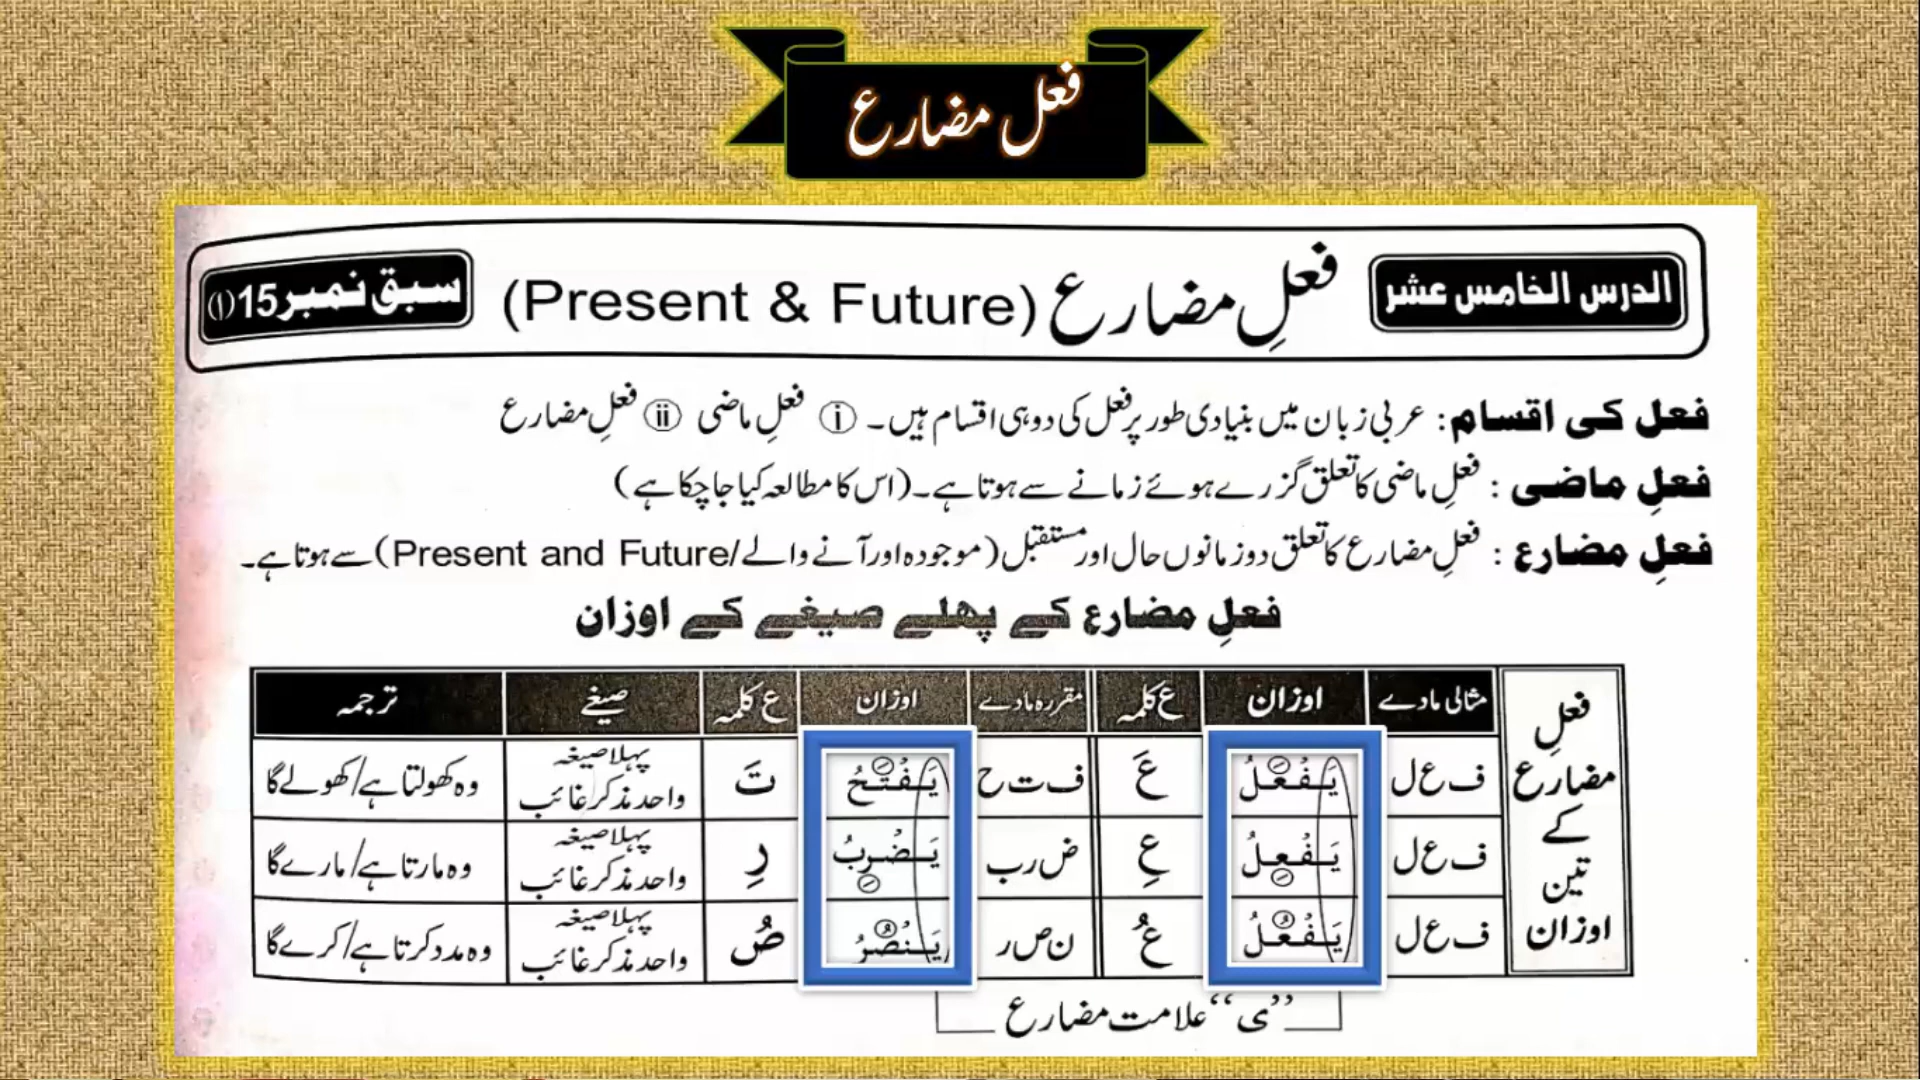 فعل مضارع
الدرس الخامس عشر فعلِ مضارع (Present & Future) سبق نمبر 15(۱)
فعل کی اقسام : عربی زبان میں بنیادی طور پر فعل کی دو ہی اقسام ہیں۔ ⓘ فعلِ ماضی ⓘⓘ فعلِ مضارع
فعلِ ماضی : فعلِ ماضی کا تعلق گزرے ہوئے زمانے سے ہوتا ہے۔ (اس کا مطالعہ کیا جا چکا ہے)
فعلِ مضارع : فعلِ مضارع کا تعلق دو زمانوں حال اور مستقبل (موجودہ اور آنے والے/Present and Future) سے ہوتا ہے۔
فعلِ مضارع کے پہلے صیغے کے اوزان
فعلِ مضارع کے تین اوزان
مثالی مادے اوزان ع کلمہ مقررہ مادے اوزان ع کلمہ صیغے ترجمہ
ف ع ل يَفْعَلُ عَ ف ت ح يَفْتَحُ تَ پہلا صیغہ واحد مذکر غائب وہ کھولتا ہے/کھولے گا
ف ع ل يَفْعِلُ عِ ض ر ب يَضْرِبُ رِ پہلا صیغہ واحد مذکر غائب وہ مارتا ہے/مارے گا
ف ع ل يَفْعُلُ عُ ن ص ر يَنْصُرُ صُ پہلا صیغہ واحد مذکر غائب وہ مدد کرتا ہے/کرے گا
”ی“ علامت مضارع